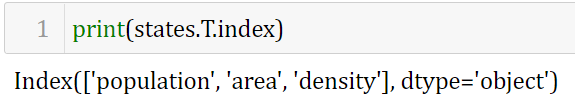 1 print(states.T.index)
Index(['population', 'area', 'density'], dtype='object')